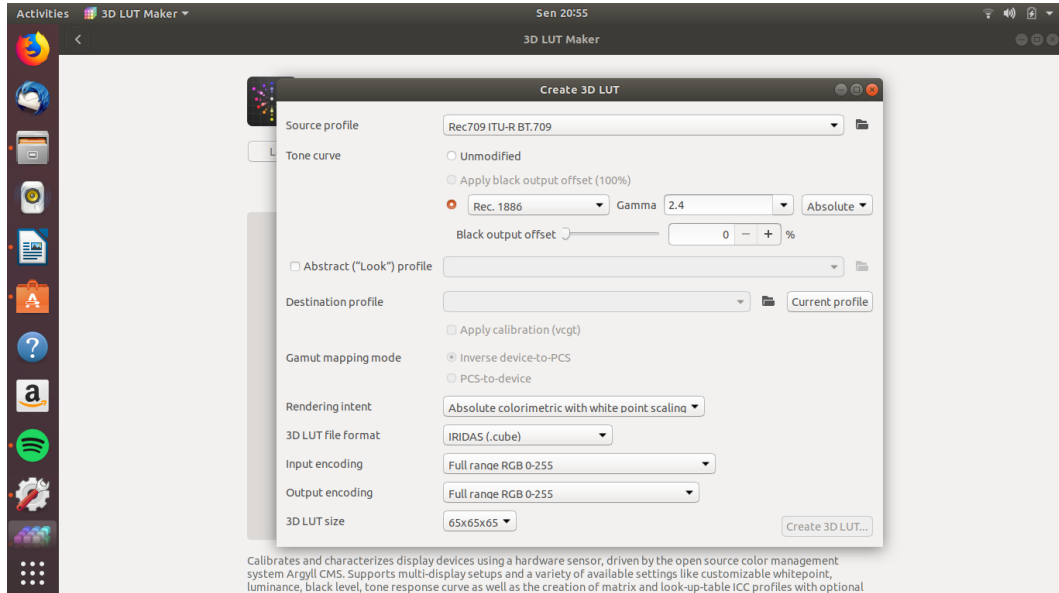 Activities 3D LUT Maker Sen 20:55
3D LUT Maker
Create 3D LUT
Source profile Rec709 ITU-R BT.709
L
Tone curve Unmodified
Apply black output offset (100%)
Rec. 1886 Gamma 2.4 Absolute
Black output offset 0 − + %
Abstract (“Look”) profile
Destination profile Current profile
Apply calibration (vcgt)
Gamut mapping mode Inverse device-to-PCS
PCS-to-device
Rendering intent Absolute colorimetric with white point scaling
3D LUT file format IRIDAS (.cube)
Input encoding Full range RGB 0-255
Output encoding Full range RGB 0-255
3D LUT size 65x65x65
Create 3D LUT...
Calibrates and characterizes display devices using a hardware sensor, driven by the open source color management
system Argyll CMS. Supports multi-display setups and a variety of available settings like customizable whitepoint,
luminance, black level, tone response curve as well as the creation of matrix and look-up-table ICC profiles with optional